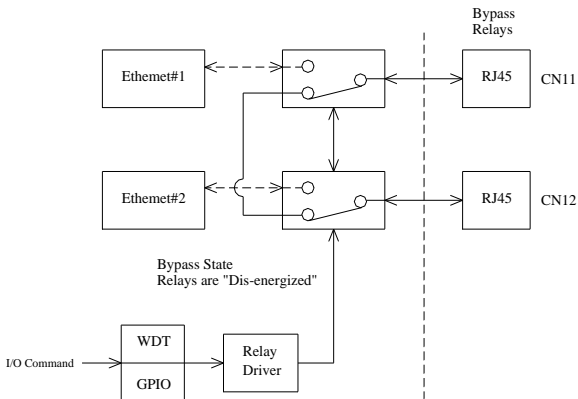 Bypass
Relays
Ethemet#1
RJ45
CN11
Ethemet#2
RJ45
CN12
Bypass State
Relays are "Dis-energized"
WDT
I/O Command
GPIO
Relay
Driver